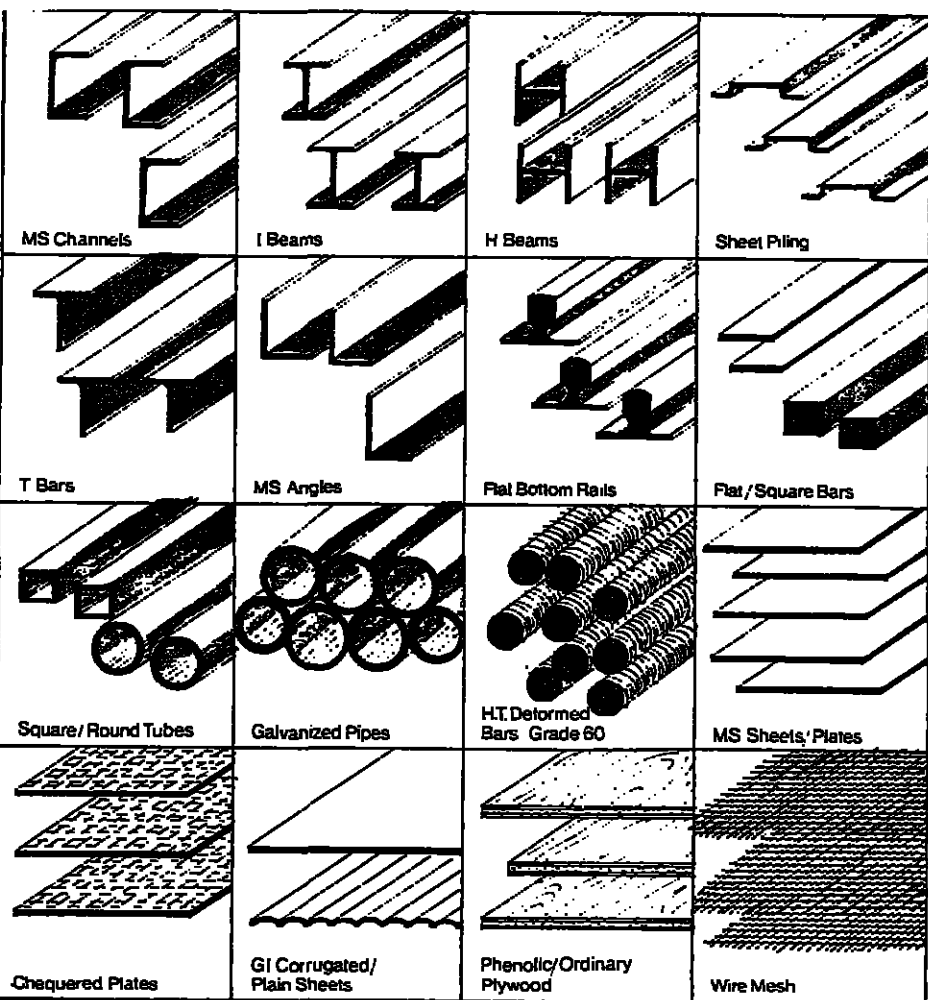 MS Channels
I Beams
H Beams
Sheet Piling
T Bars
MS Angles
Flat Bottom Rails
Flat/Square Bars
Square/Round Tubes
Galvanized Pipes
H.T. Deformed
Bars Grade 60
MS Sheets/Plates
Chequered Plates
GI Corrugated/
Plain Sheets
Phenolic/Ordinary
Plywood
Wire Mesh